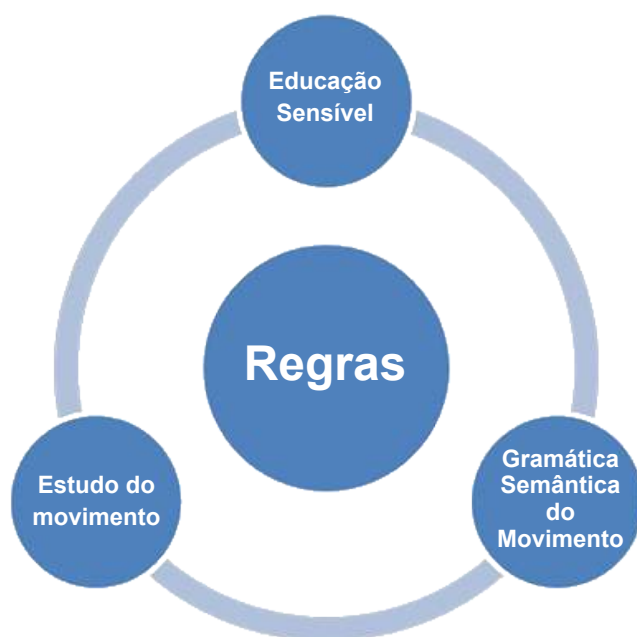 Educação
Sensível
Regras
Estudo do
movimento
Gramática
Semântica
do
Movimento